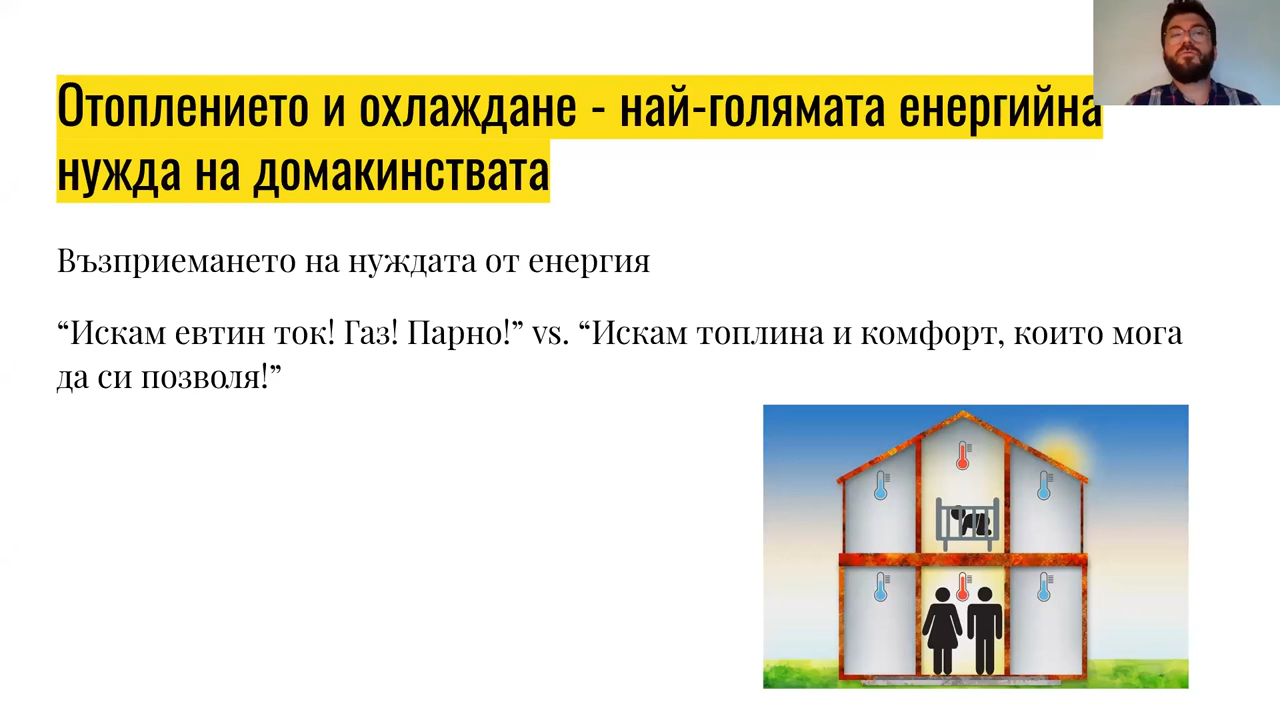 Отоплението и охлаждане - най-голямата енергийна
нужда на домакинствата
Възприемането на нуждата от енергия
“Искам евтин ток! Газ! Парно!” vs. “Искам топлина и комфорт, които мога
да си позволя!”